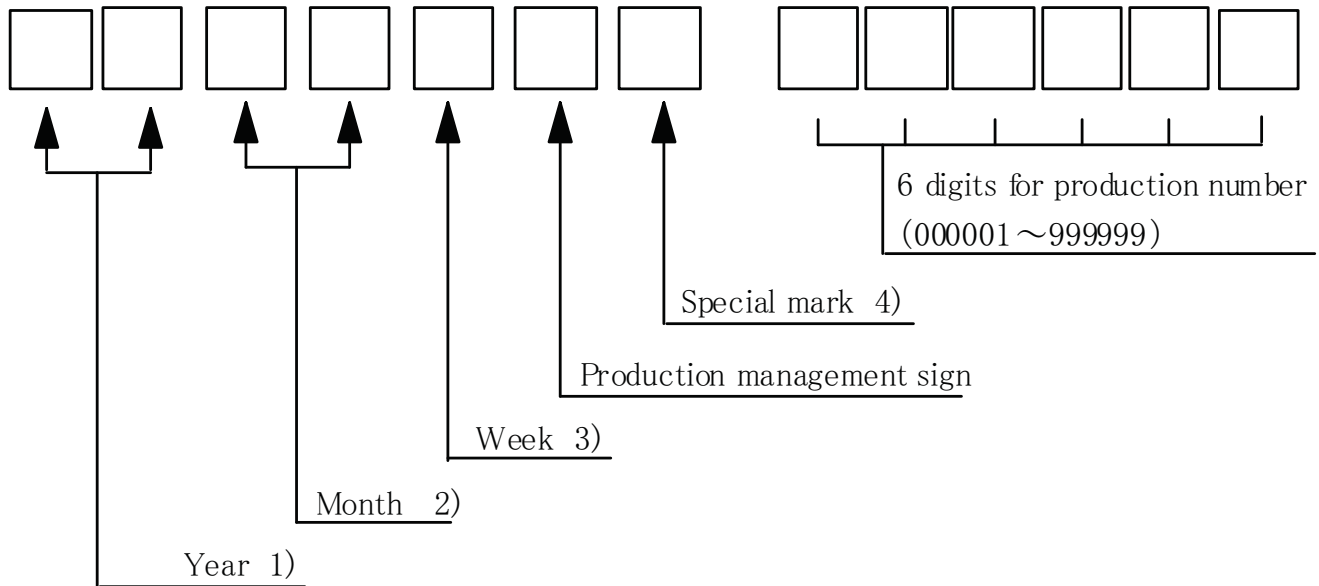 6 digits for production number
(000001～999999)
Special mark 4)
Production management sign
Week 3)
Month 2)
Year 1)